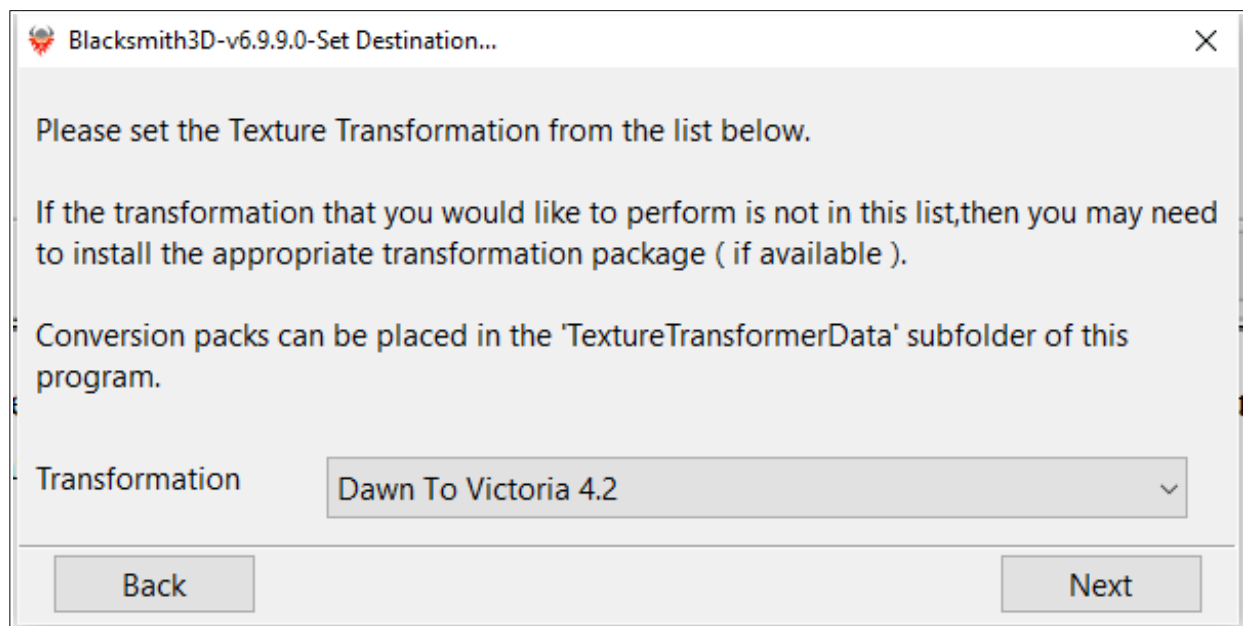 Blacksmith3D-v6.9.9.0-Set Destination...
Please set the Texture Transformation from the list below.
If the transformation that you would like to perform is not in this list,then you may need
to install the appropriate transformation package ( if available ).
Conversion packs can be placed in the 'TextureTransformerData' subfolder of this
program.
Transformation
Dawn To Victoria 4.2
Back
Next